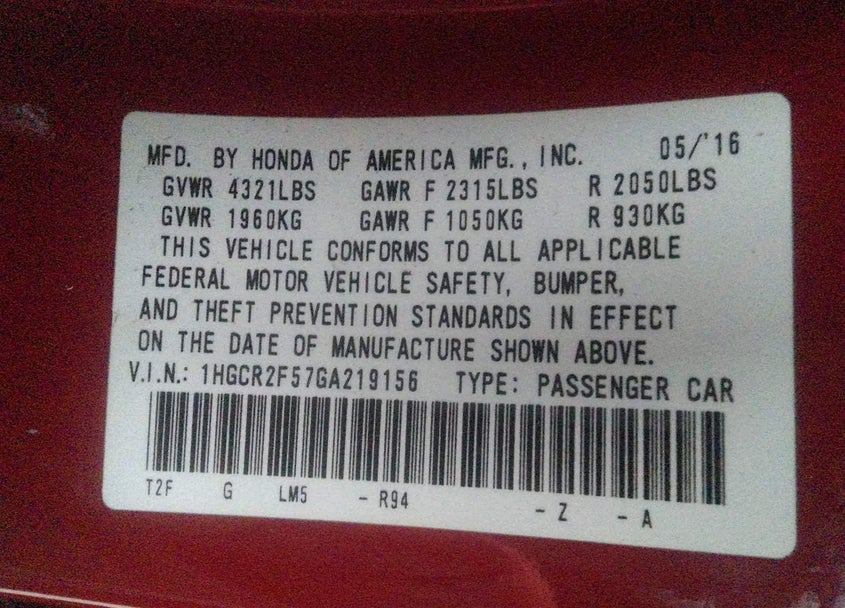 MFD. BY HONDA OF AMERICA MFG., INC. 05/'16
GVWR 4321LBS GAWR F 2315LBS R 2050LBS
GVWR 1960KG GAWR F 1050KG R 930KG
THIS VEHICLE CONFORMS TO ALL APPLICABLE
FEDERAL MOTOR VEHICLE SAFETY, BUMPER,
AND THEFT PREVENTION STANDARDS IN EFFECT
ON THE DATE OF MANUFACTURE SHOWN ABOVE.
V.I.N.: 1HGCR2F57GA219156 TYPE: PASSENGER CAR
T2F G LM5 - R94 - Z - A